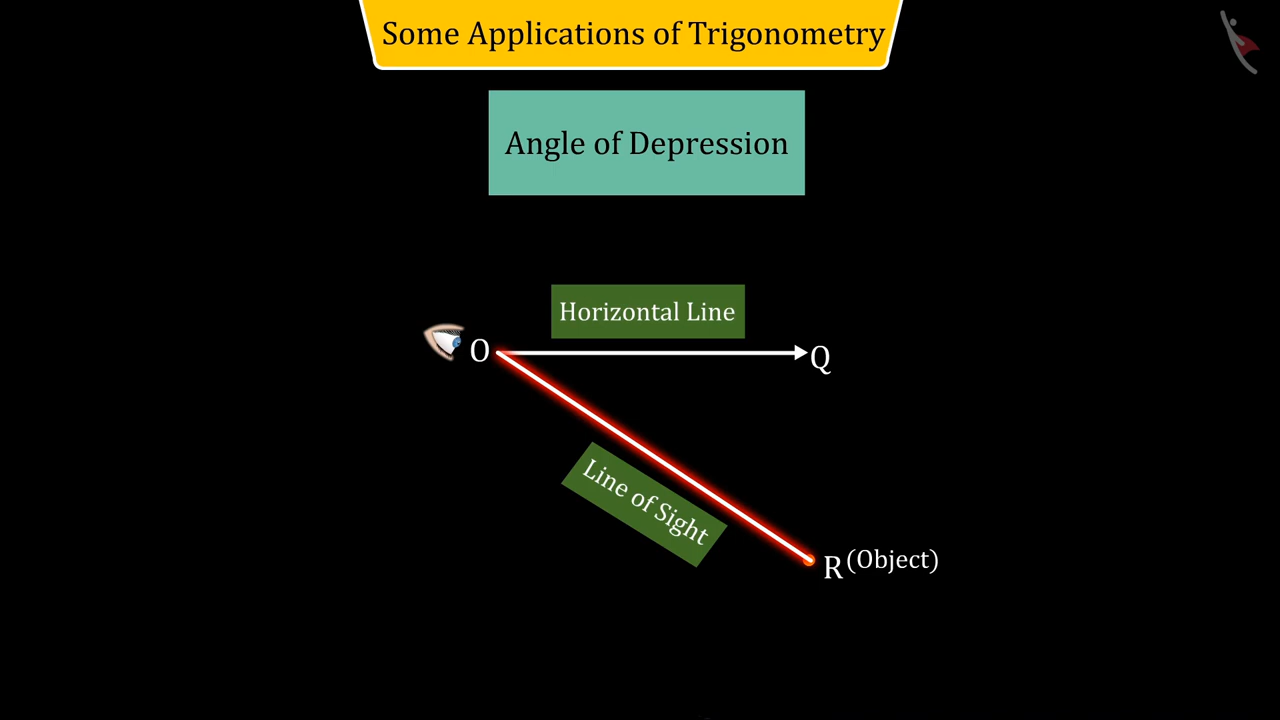 Some Applications of Trigonometry
Angle of Depression
Horizontal Line
O
Q
Line of Sight
R (Object)